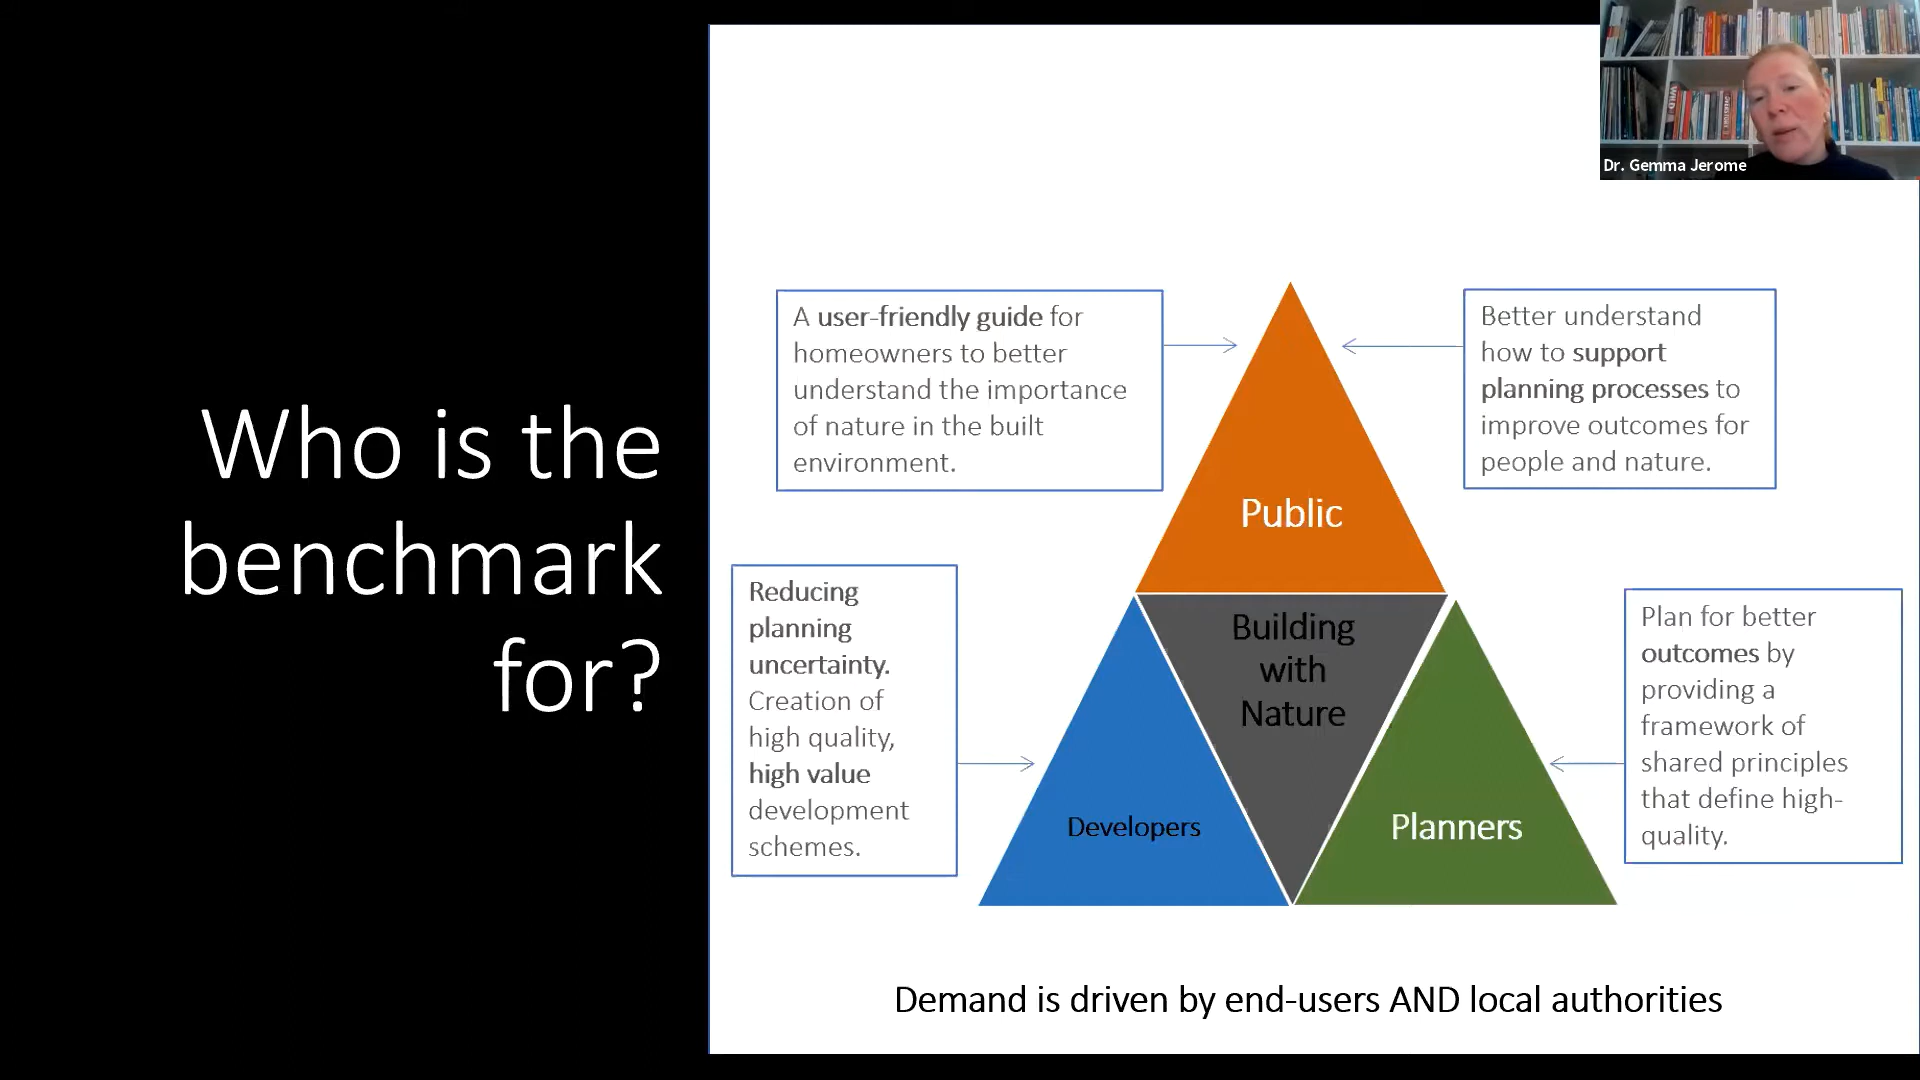 Who is the
benchmark
for?
Dr. Gemma Jerome
A user-friendly guide for
homeowners to better
understand the importance
of nature in the built
environment.
Better understand
how to support
planning processes to
improve outcomes for
people and nature.
Public
Reducing
planning
uncertainty.
Creation of
high quality,
high value
development
schemes.
Building
with
Nature
Plan for better
outcomes by
providing a
framework of
shared principles
that define high-
quality.
Developers
Planners
Demand is driven by end-users AND local authorities